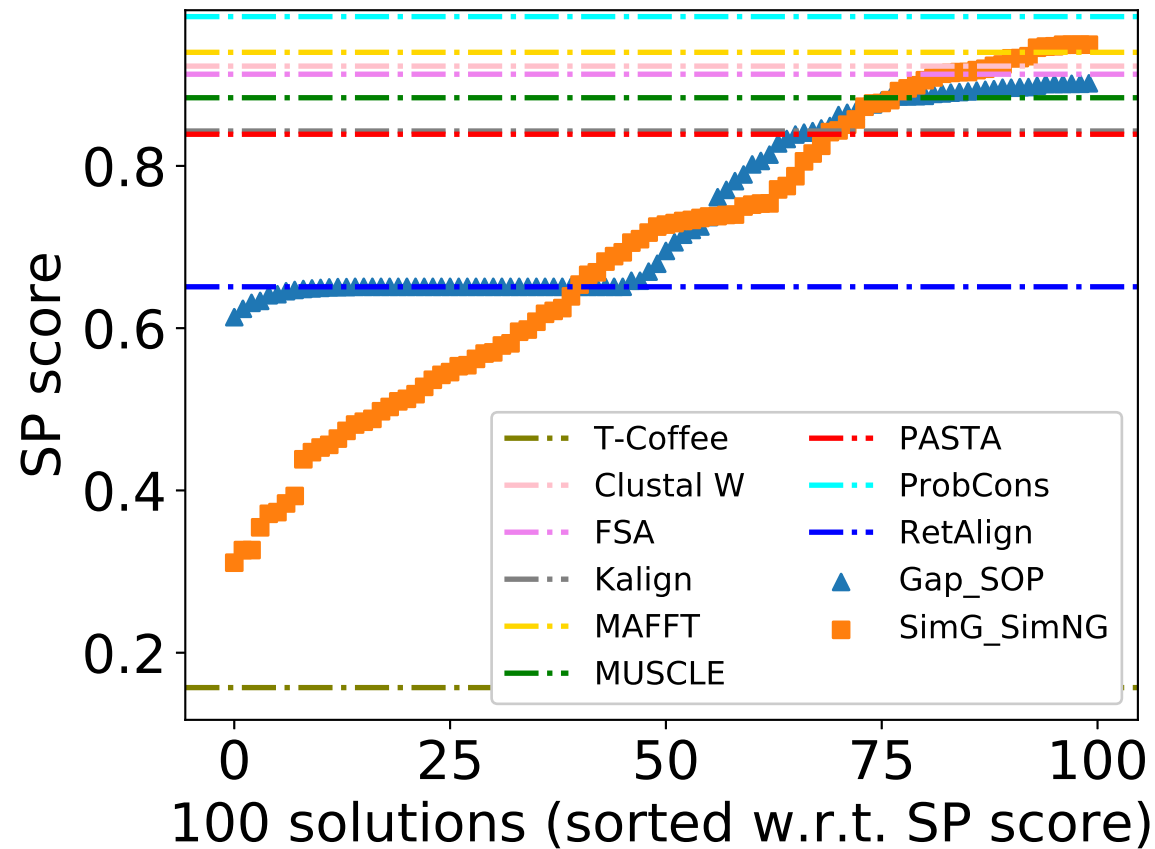 0.8
0.6
0.4
0.2
SP score
T-Coffee
Clustal W
FSA
Kalign
MAFFT
MUSCLE
PASTA
ProbCons
RetAlign
Gap_SOP
SimG_SimNG
0 25 50 75 100
100 solutions (sorted w.r.t. SP score)